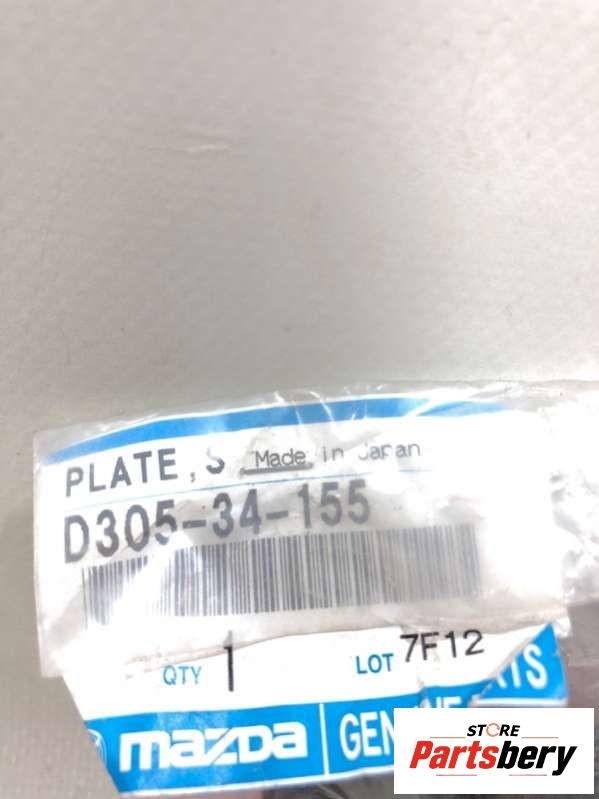 PLATE, S Made in Japan
D305-34-155
QTY 1 LOT 7F12
mazda
STORE
Partsbery